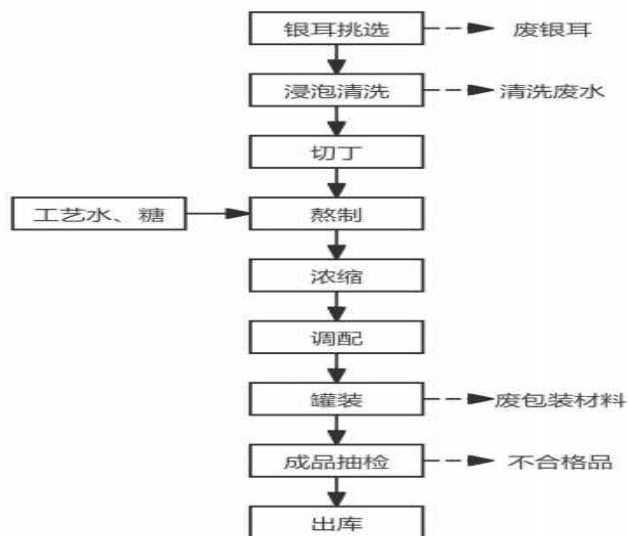 银耳挑选
废银耳
浸泡清洗
清洗废水
切丁
工艺水、糖
熬制
浓缩
调配
罐装
废包装材料
成品抽检
不合格品
出库